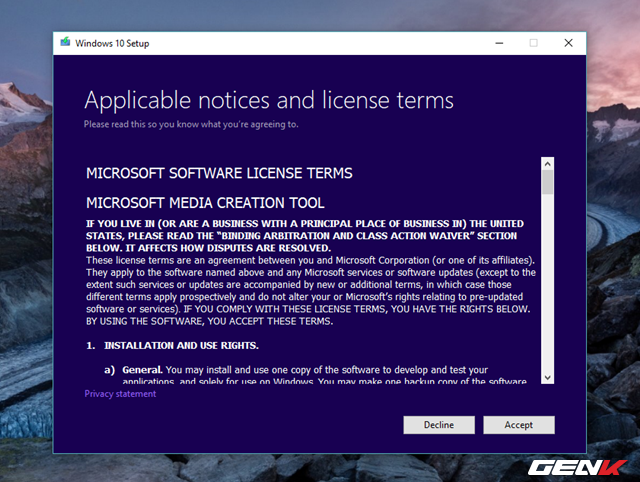 Windows 10 Setup
Applicable notices and license terms
Please read this so you know what you're agreeing to.
MICROSOFT SOFTWARE LICENSE TERMS
MICROSOFT MEDIA CREATION TOOL
IF YOU LIVE IN (OR ARE A BUSINESS WITH A PRINCIPAL PLACE OF BUSINESS IN) THE UNITED
STATES, PLEASE READ THE “BINDING ARBITRATION AND CLASS ACTION WAIVER” SECTION
BELOW. IT AFFECTS HOW DISPUTES ARE RESOLVED.
These license terms are an agreement between you and Microsoft Corporation (or one of its affiliates).
They apply to the software named above and any Microsoft services or software updates (except to the
extent such services or updates are accompanied by new or additional terms, in which case those
different terms apply prospectively and do not alter your or Microsoft's rights relating to pre-updated
software or services). IF YOU COMPLY WITH THESE LICENSE TERMS, YOU HAVE THE RIGHTS BELOW.
BY USING THE SOFTWARE, YOU ACCEPT THESE TERMS.
1. INSTALLATION AND USE RIGHTS.
a) General. You may install and use one copy of the software to develop and test your
applications, and solely for use on Windows. You may make one backup copy of the software
Privacy statement
Decline
Accept
GENK